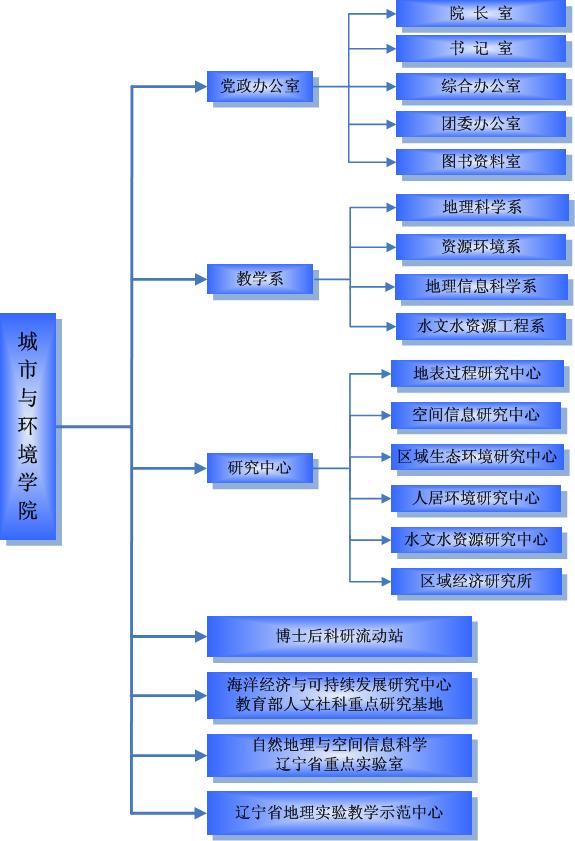 城市与环境学院
党政办公室
院 长 室
书 记 室
综合办公室
团委办公室
图书资料室
教学系
地理科学系
资源环境系
地理信息科学系
水文水资源工程系
研究中心
地表过程研究中心
空间信息研究中心
区域生态环境研究中心
人居环境研究中心
水文水资源研究中心
区域经济研究所
博士后科研流动站
海洋经济与可持续发展研究中心
教育部人文社科重点研究基地
自然地理与空间信息科学
辽宁省重点实验室
辽宁省地理实验教学示范中心